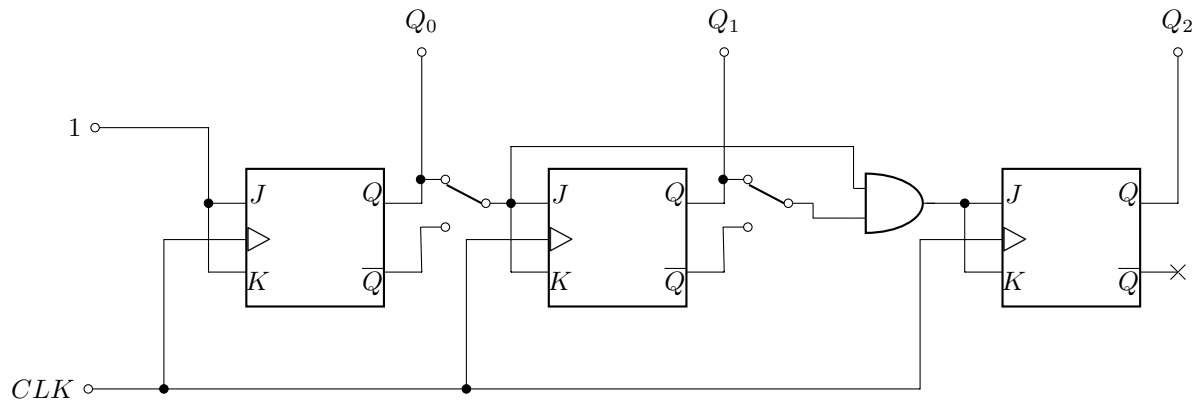 Q₀ Q₁ Q₂
1
J Q J Q J Q
K Q̅ K Q̅ K Q̅
CLK